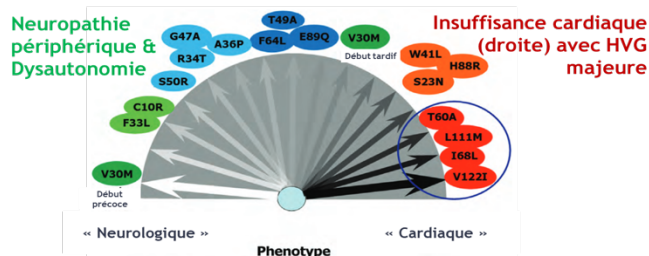 Neuropathie
périphérique &
Dysautonomie
Insuffisance cardiaque
(droite) avec HVG
majeure
T49A
G47A
A36P
F64L
E89Q
V30M
Début tardif
R34T
W41L
H88R
S50R
S23N
C10R
F33L
T60A
L111M
I68L
V30M
V122I
Début
précoce
« Neurologique »
« Cardiaque »
Phenotype